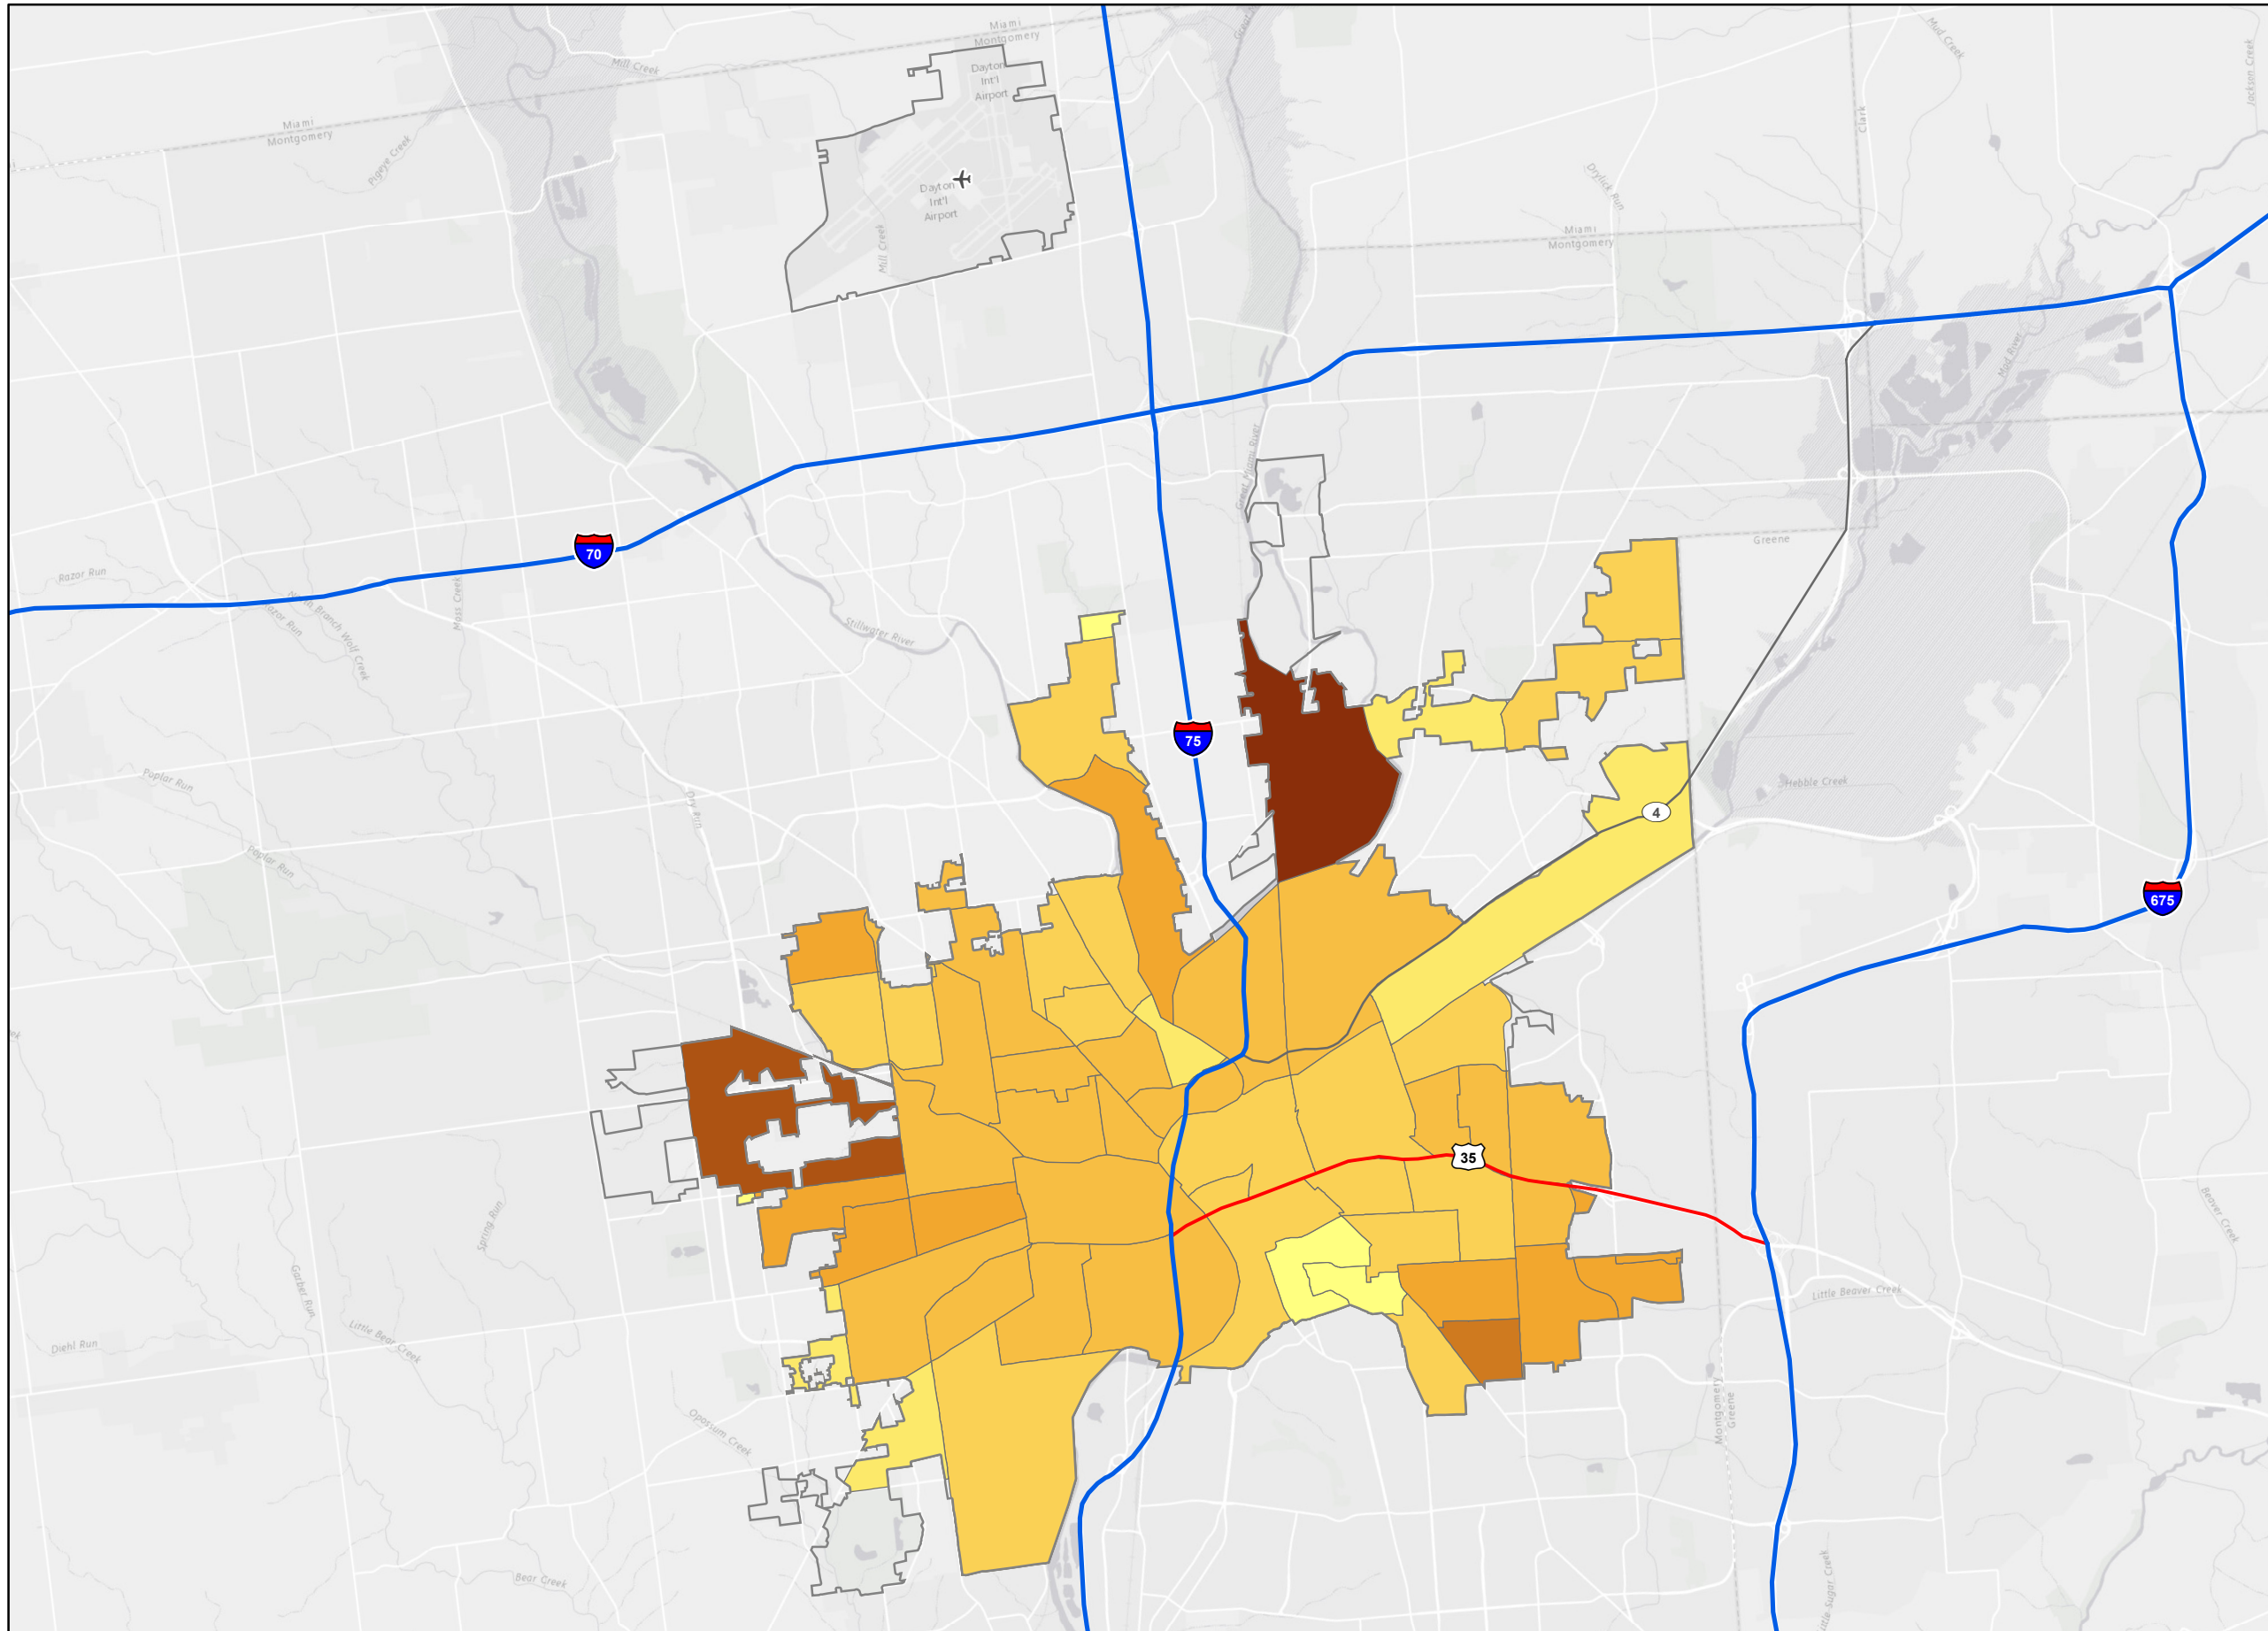 Miami
Montgomery
Mill Creek
Mud Creek
Jackson Creek
Dayton
Int'l
Airport
Clark
Miami
Montgomery
Pigeye Creek
Drylick Run
Dayton
Int'l
Airport
Mill Creek
Miami
Montgomery
Mud River
Great Miami River
70
Greene
Razor Run
Razor Run
North Branch Wolf Creek
Moss Creek
Stillwater River
75
Poplar Run
Dry Run
Hebble Creek
4
Poplar Run
675
35
Spring Run
Beaver Creek
Garber Run
Little Beaver Creek
Little Bear Creek
Diehl Run
Opossum Creek
Montgomery
Greene
Bear Creek
Little Sugar Creek